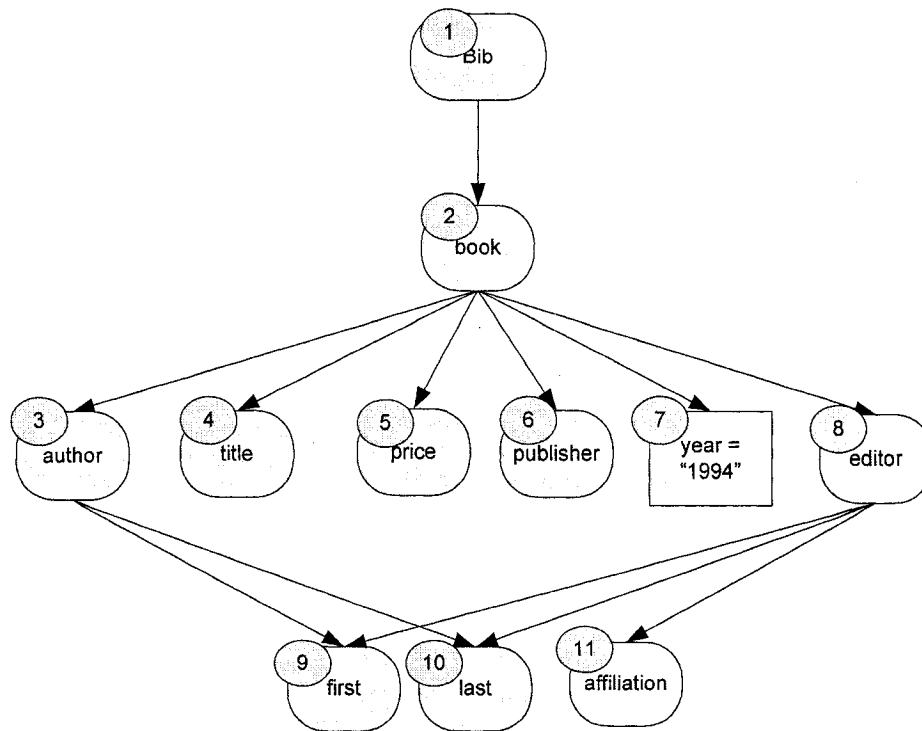 1
Bib
2
book
3
author
4
title
5
price
6
publisher
7
year =
"1994"
8
editor
9
first
10
last
11
affiliation